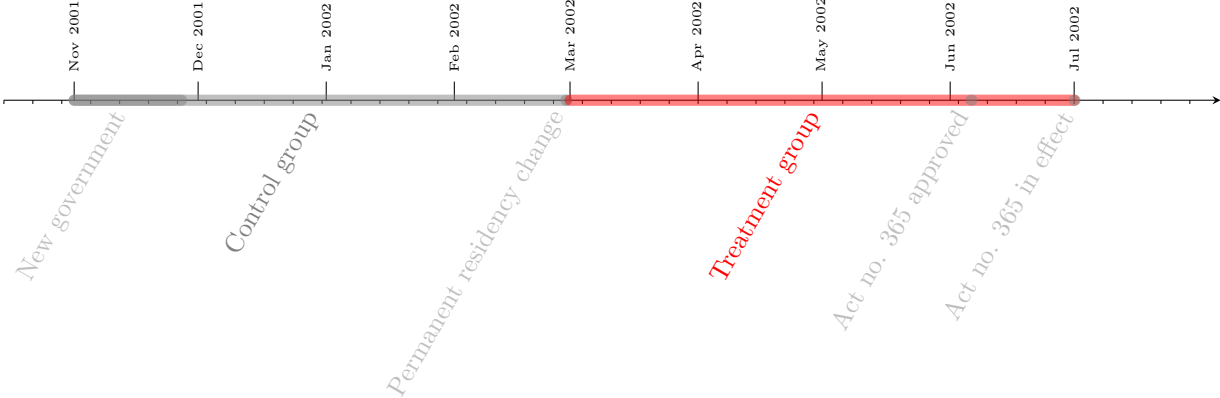 Nov 2001
Dec 2001
Jan 2002
Feb 2002
Mar 2002
Apr 2002
May 2002
Jun 2002
Jul 2002
New government
Control group
Permanent residency change
Treatment group
Act no. 365 approved
Act no. 365 in effect